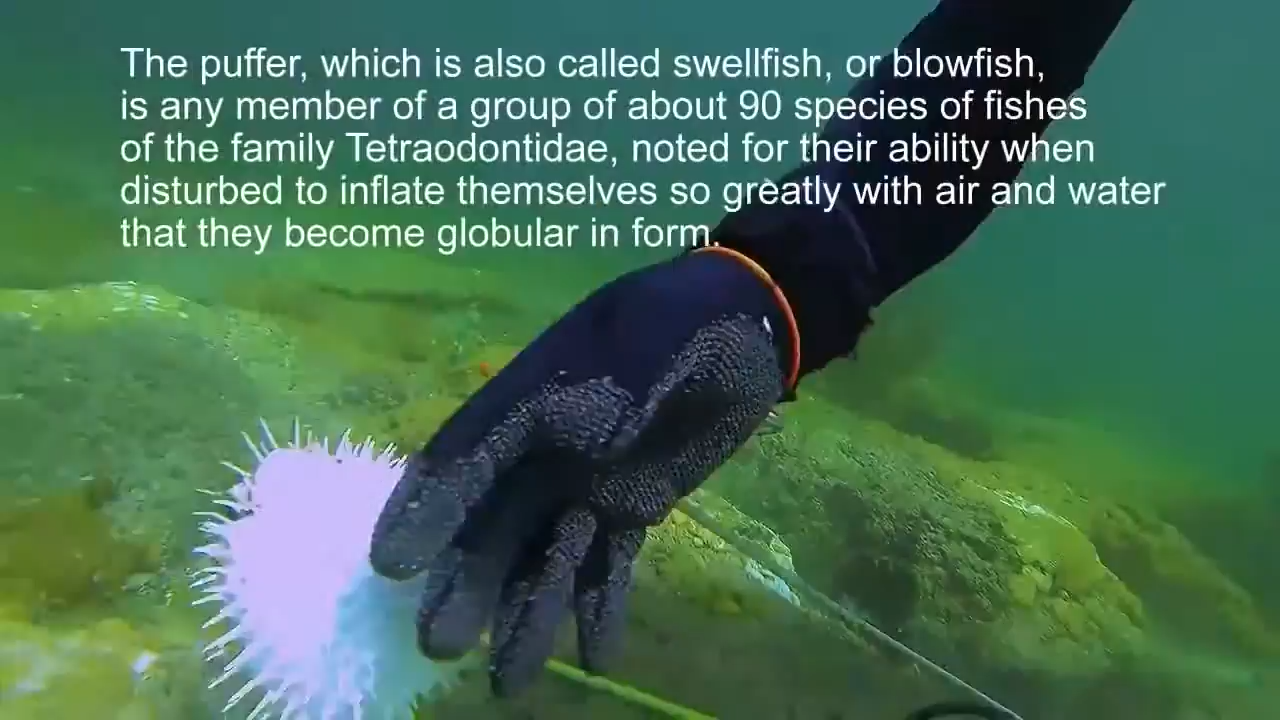 The puffer, which is also called swellfish, or blowfish,
is any member of a group of about 90 species of fishes
of the family Tetraodontidae, noted for their ability when
disturbed to inflate themselves so greatly with air and water
that they become globular in form.